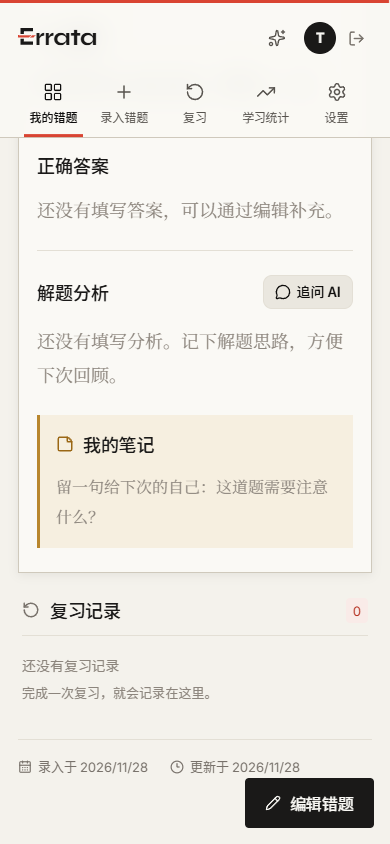 Errata
T
我的错题
录入错题
复习
学习统计
设置
正确答案
还没有填写答案，可以通过编辑补充。
解题分析
追问 AI
还没有填写分析。记下解题思路，方便
下次回顾。
我的笔记
留一句给下次的自己：这道题需要注意
什么？
复习记录
0
还没有复习记录
完成一次复习，就会记录在这里。
录入于 2026/11/28
更新于 2026/11/28
编辑错题